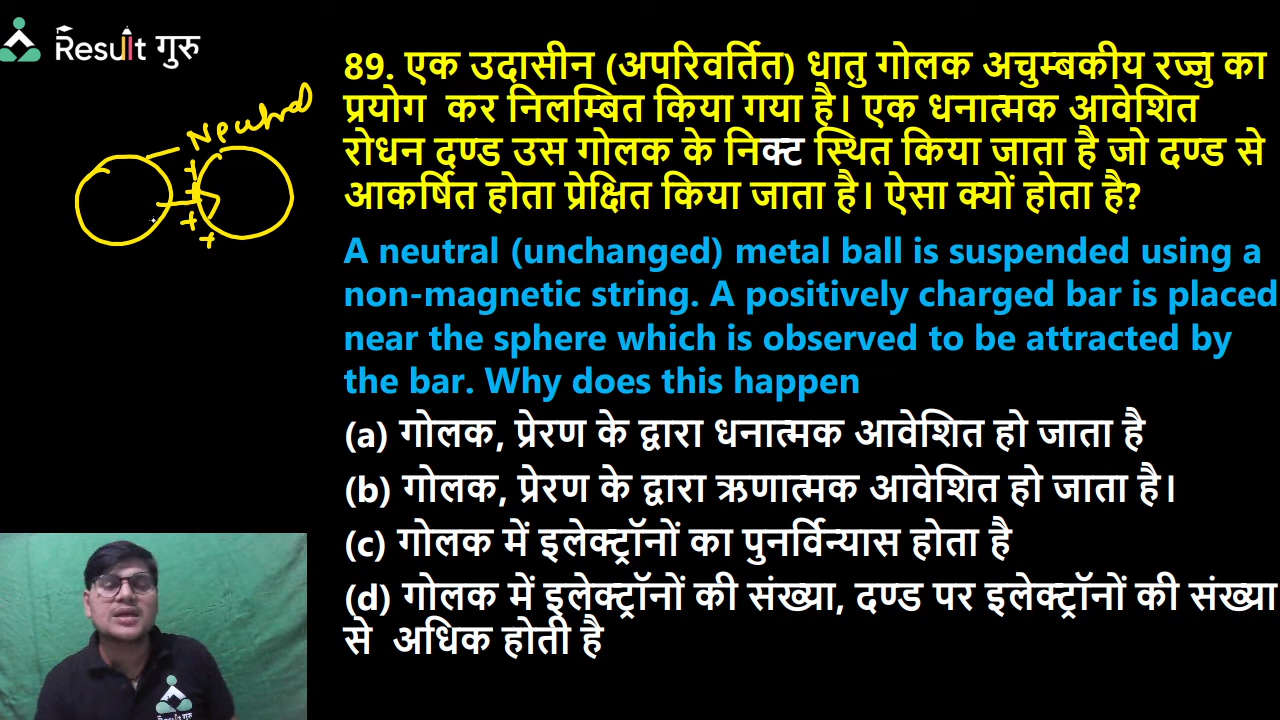 Result गुरु
Neutral
89. एक उदासीन (अपरिवर्तित) धातु गोलक अचुम्बकीय रज्जु का
प्रयोग कर निलम्बित किया गया है। एक धनात्मक आवेशित
रोधन दण्ड उस गोलक के निक्ट स्थित किया जाता है जो दण्ड से
आकर्षित होता प्रेक्षित किया जाता है। ऐसा क्यों होता है?
A neutral (unchanged) metal ball is suspended using a
non-magnetic string. A positively charged bar is placed
near the sphere which is observed to be attracted by
the bar. Why does this happen
(a) गोलक, प्रेरण के द्वारा धनात्मक आवेशित हो जाता है
(b) गोलक, प्रेरण के द्वारा ऋणात्मक आवेशित हो जाता है।
(c) गोलक में इलेक्ट्रॉनों का पुनर्विन्यास होता है
(d) गोलक में इलेक्ट्रॉनों की संख्या, दण्ड पर इलेक्ट्रॉनों की संख्या
से अधिक होती है
+
+
+
+
Result गुरु